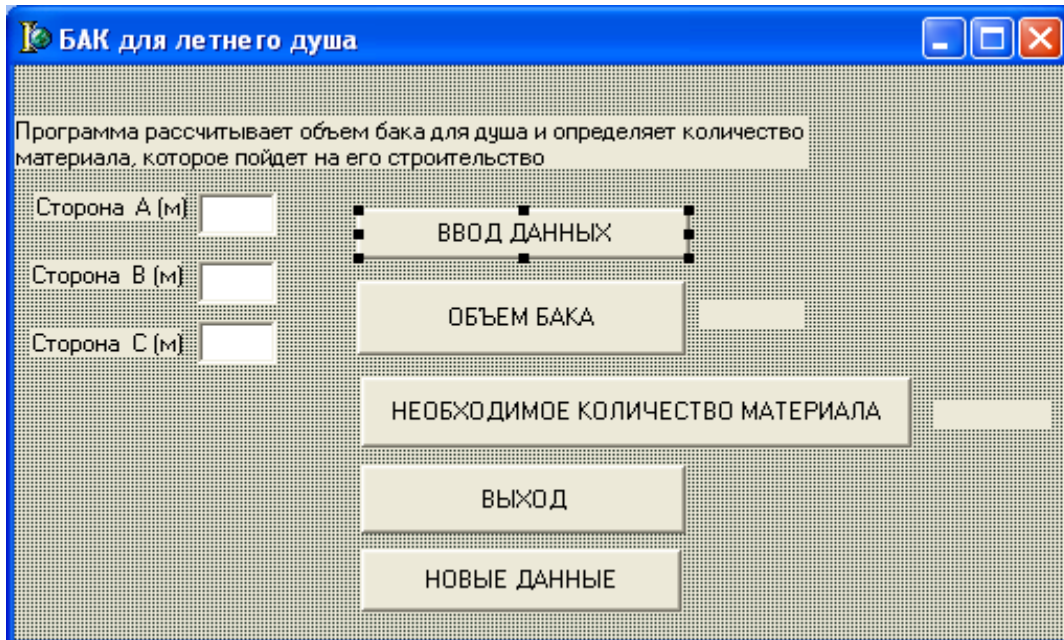 БАК для летнего душа
Программа рассчитывает объем бака для душа и определяет количество
материала, которое пойдет на его строительство
Сторона А (м)
ВВОД ДАННЫХ
Сторона В (м)
ОБЪЕМ БАКА
Сторона С (м)
НЕОБХОДИМОЕ КОЛИЧЕСТВО МАТЕРИАЛА
ВЫХОД
НОВЫЕ ДАННЫЕ